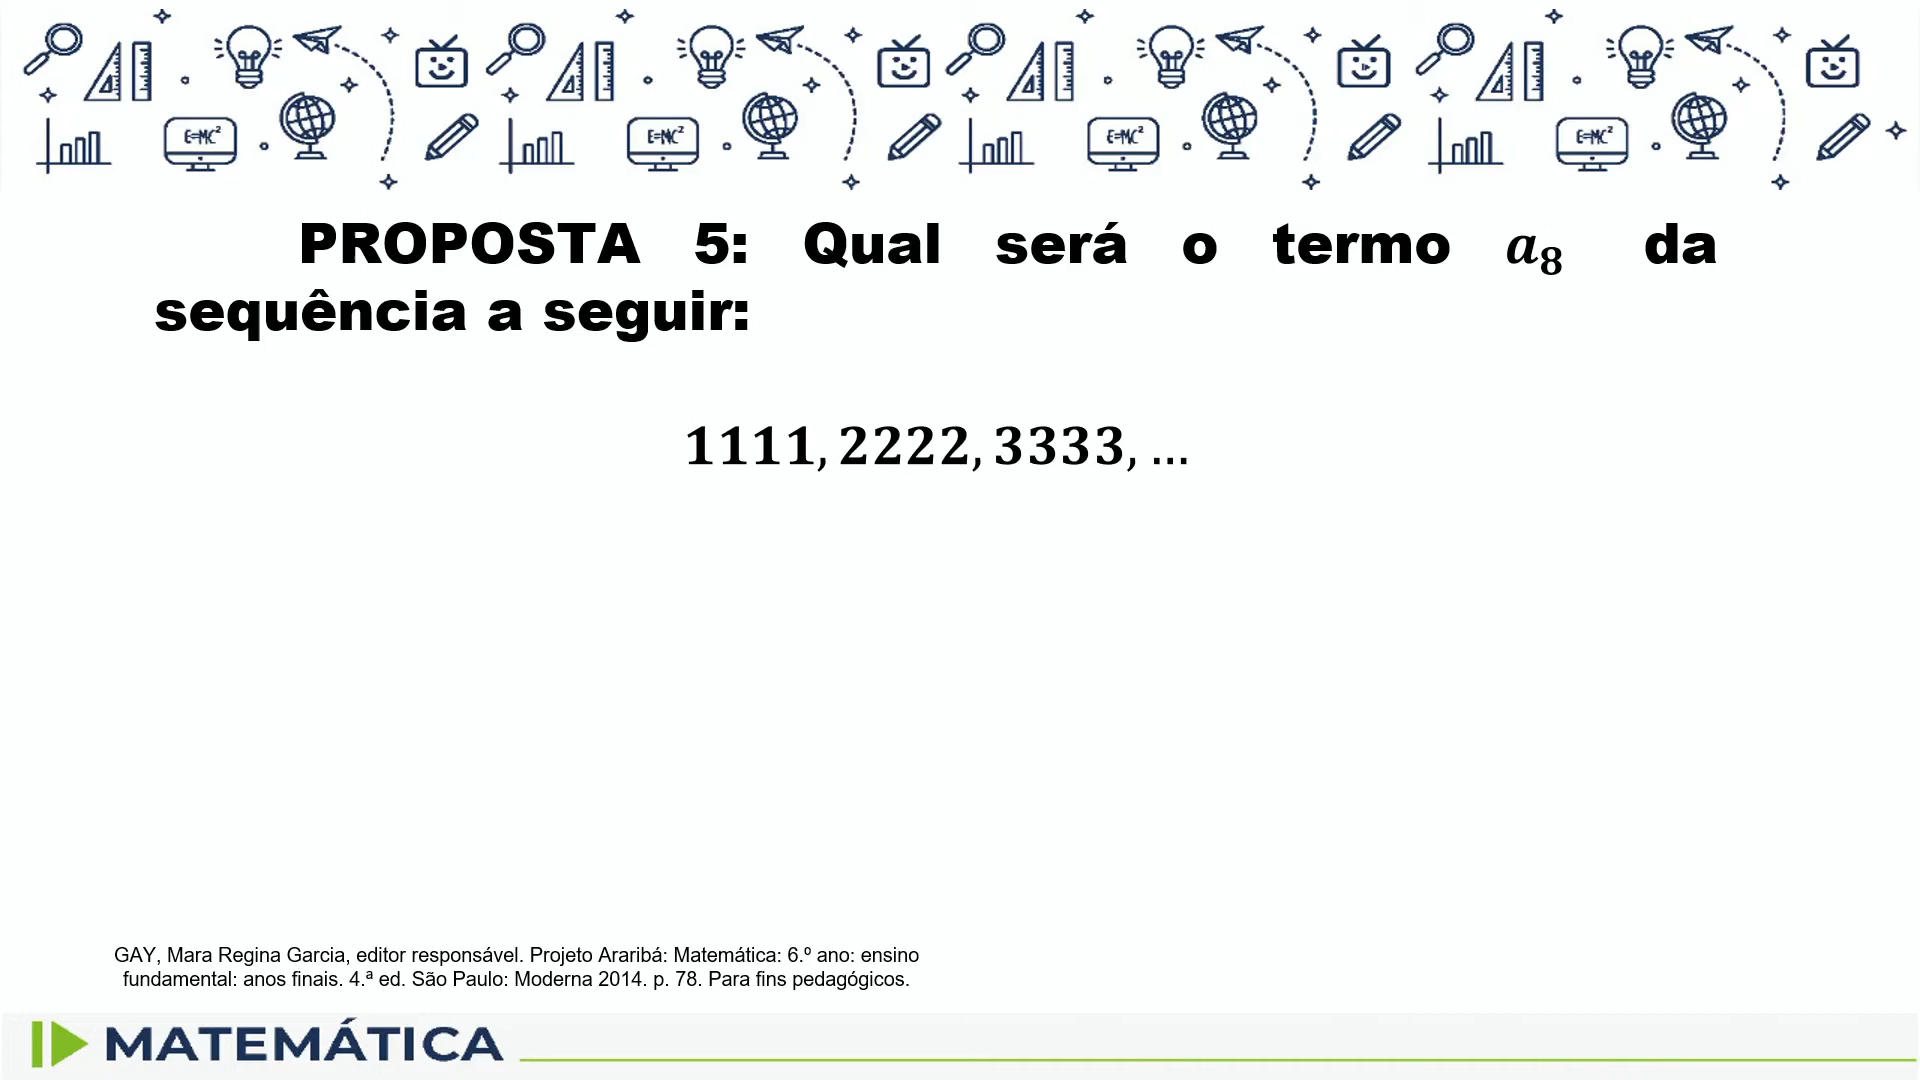 E=MC²
E=MC²
E=MC²
E=MC²
PROPOSTA 5: Qual será o termo a₈ da
sequência a seguir:
1111, 2222, 3333, ...
GAY, Mara Regina Garcia, editor responsável. Projeto Araribá: Matemática: 6.º ano: ensino
fundamental: anos finais. 4.ª ed. São Paulo: Moderna 2014. p. 78. Para fins pedagógicos.
MATEMÁTICA